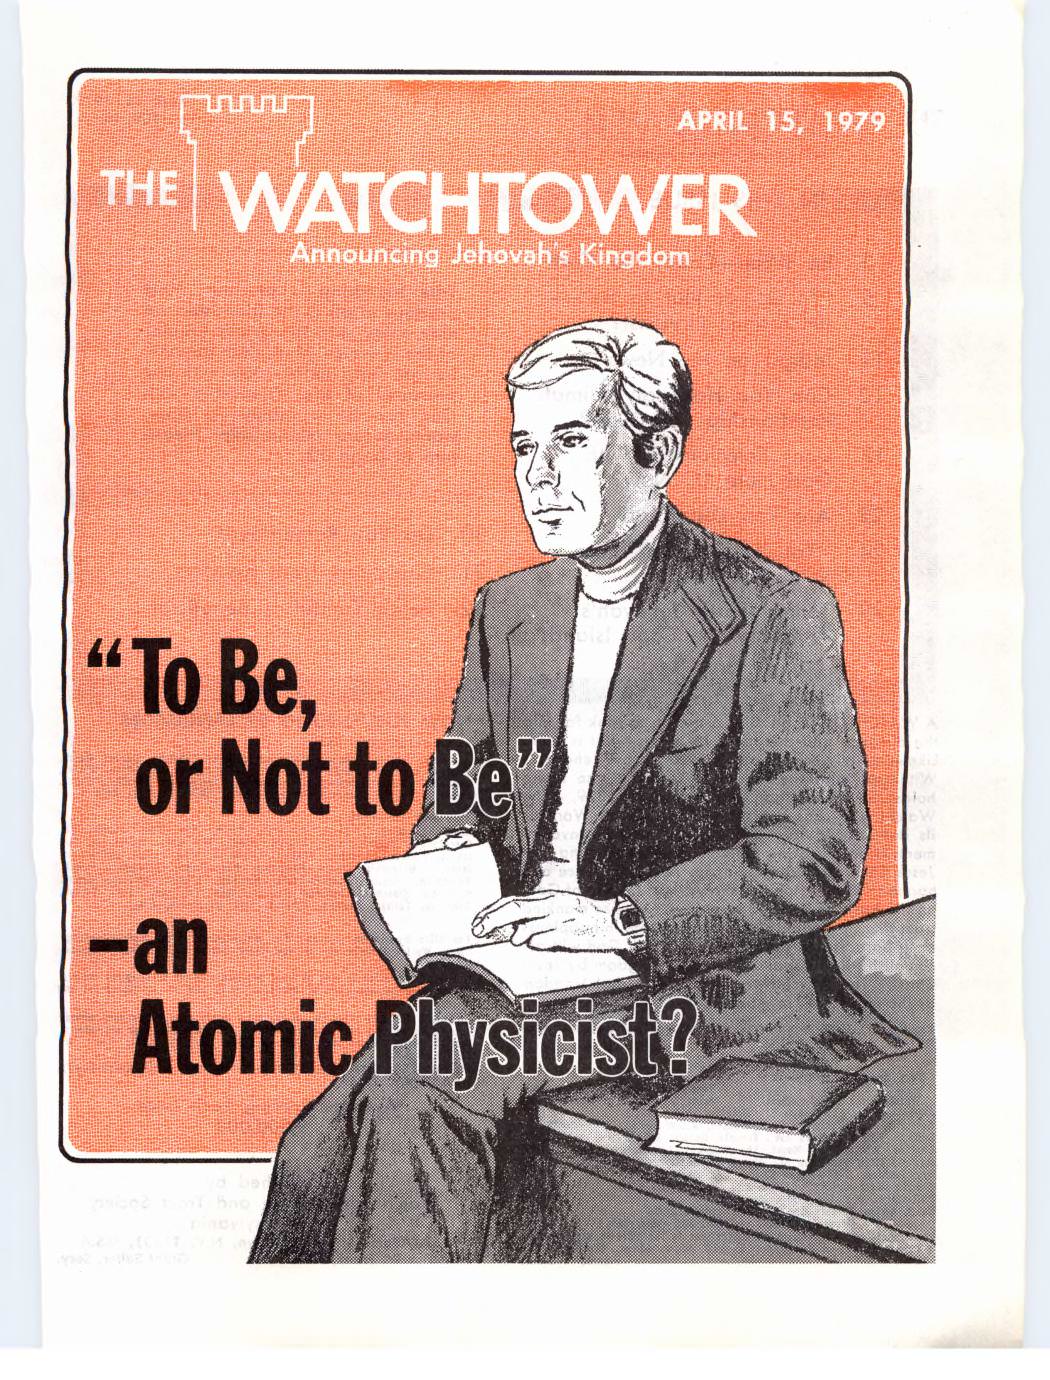 APRIL 15, 1979
THE WATCHTOWER
Announcing Jehovah's Kingdom
“To Be,
or Not to Be”
–an
Atomic Physicist?